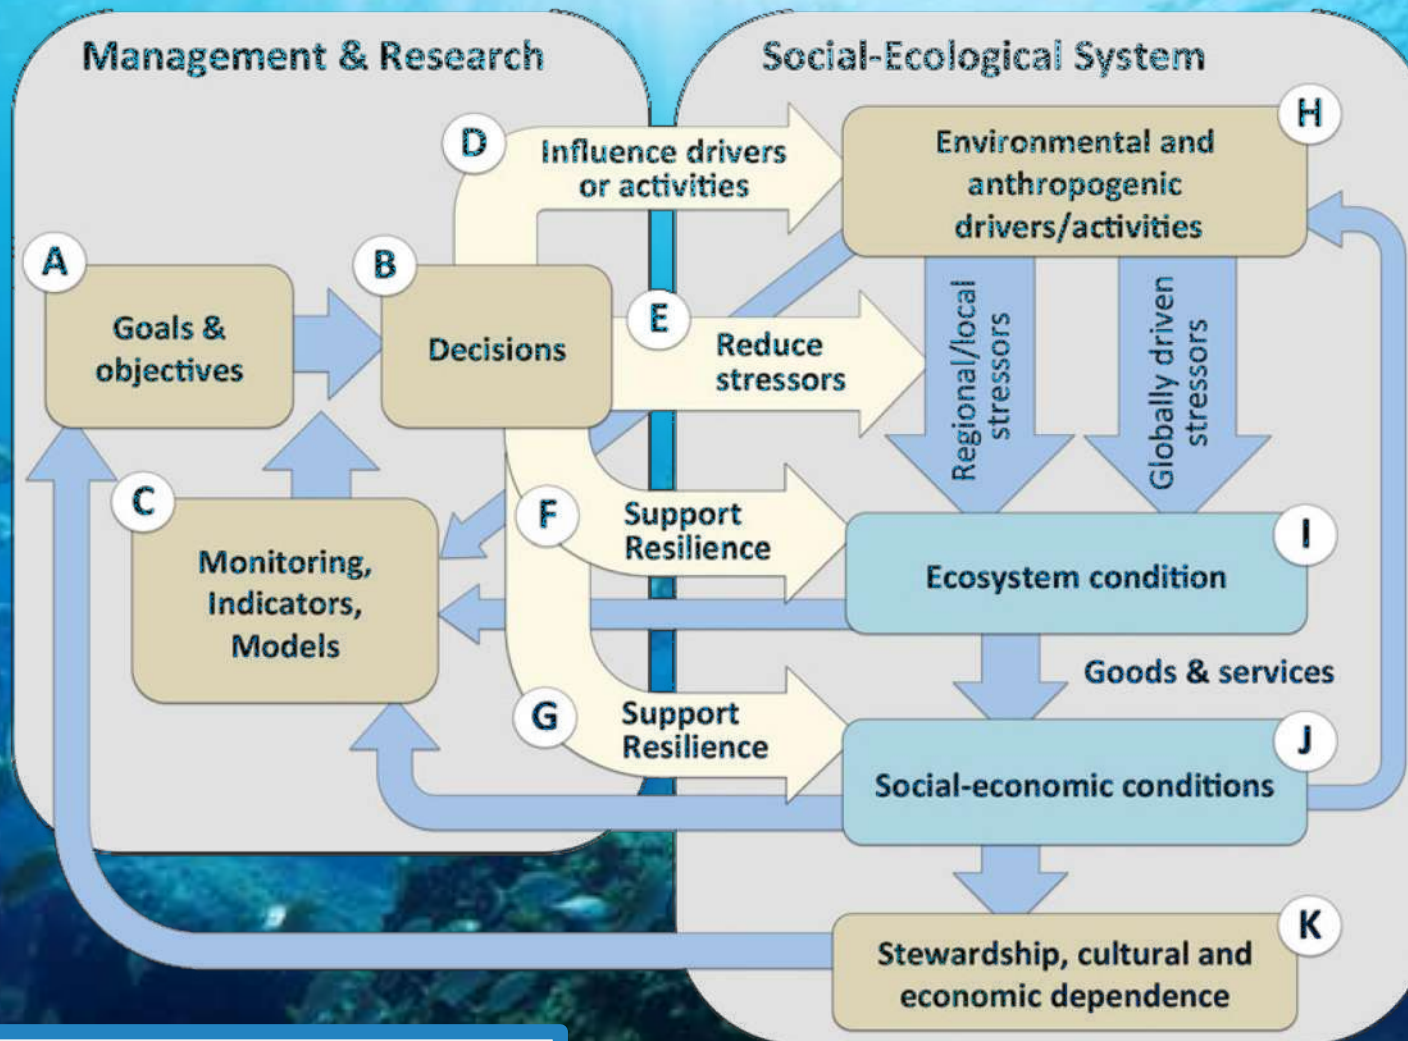 Management & Research
Social-Ecological System
D
Influence drivers
or activities
H
Environmental and
anthropogenic
drivers/activities
A
Goals &
objectives
B
Decisions
E
Reduce
stressors
Regional/local
stressors
Globally driven
stressors
C
Monitoring,
Indicators,
Models
F
Support
Resilience
I
Ecosystem condition
Goods & services
G
Support
Resilience
J
Social-economic conditions
K
Stewardship, cultural and
economic dependence